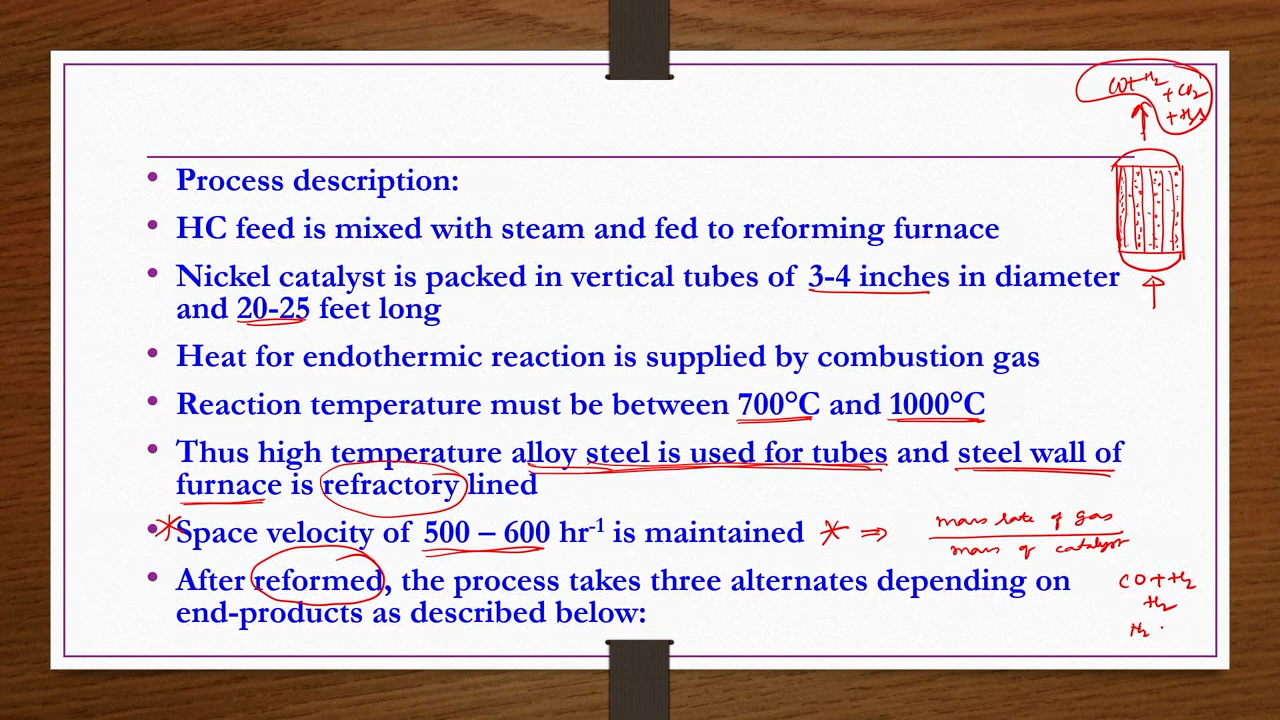 CO + H2
+ CO2
+ H2S
• Process description:
• HC feed is mixed with steam and fed to reforming furnace
• Nickel catalyst is packed in vertical tubes of 3-4 inches in diameter
and 20-25 feet long
• Heat for endothermic reaction is supplied by combustion gas
• Reaction temperature must be between 700°C and 1000°C
• Thus high temperature alloy steel is used for tubes and steel wall of
furnace is refractory lined
• Space velocity of 500 – 600 hr-1 is maintained * ⇒ mass rate of gas
mass of catalyst
• After reformed, the process takes three alternates depending on
end-products as described below:
CO + H2
H2
H2